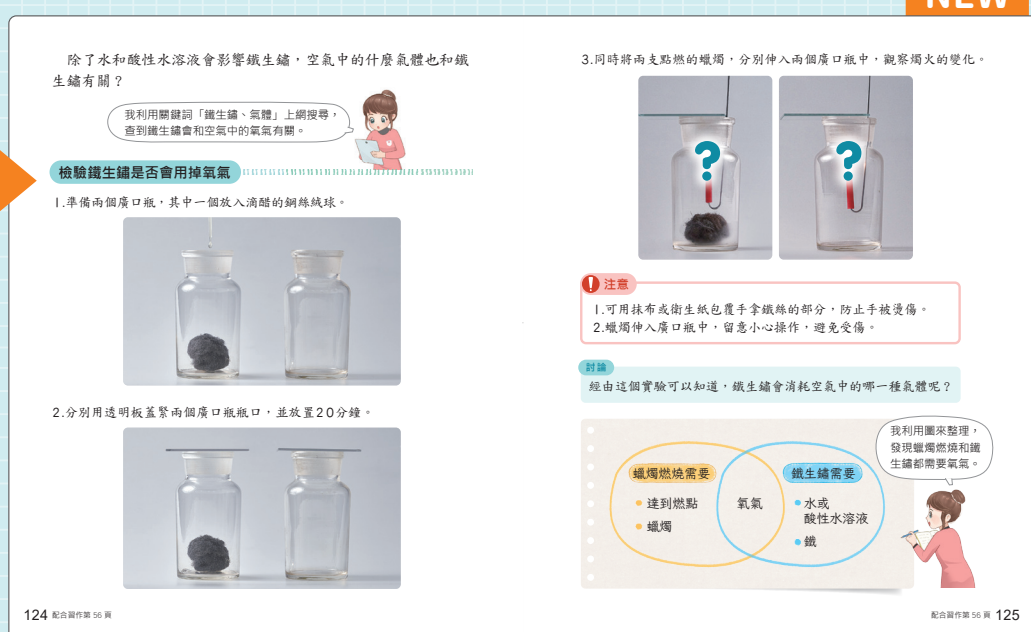 NEW
除了水和酸性水溶液會影響鐵生鏽,空氣中的什麼氣體也和鐵
生鏽有關?
我利用關鍵詞「鐵生鏽、氣體」上網搜尋,
查到鐵生鏽會和空氣中的氧氣有關。
檢驗鐵生鏽是否會用掉氧氣
1.準備兩個廣口瓶,其中一個放入滴醋的鋼絲絨球。
2.分別用透明板蓋緊兩個廣口瓶瓶口,並放置20分鐘。
124 配合習作第 56 頁
3.同時將兩支點燃的蠟燭,分別伸入兩個廣口瓶中,觀察燭火的變化。
? ?
! 注意
1.可用抹布或衛生紙包覆手拿鐵絲的部分,防止手被燙傷。
2.蠟燭伸入廣口瓶中,留意小心操作,避免受傷。
討論
經由這個實驗可以知道,鐵生鏽會消耗空氣中的哪一種氣體呢?
我利用圖來整理,
發現蠟燭燃燒和鐵
生鏽都需要氧氣。
蠟燭燃燒需要
• 達到燃點
• 蠟燭
氧氣
鐵生鏽需要
• 水或
酸性水溶液
• 鐵
配合習作第 56 頁 125